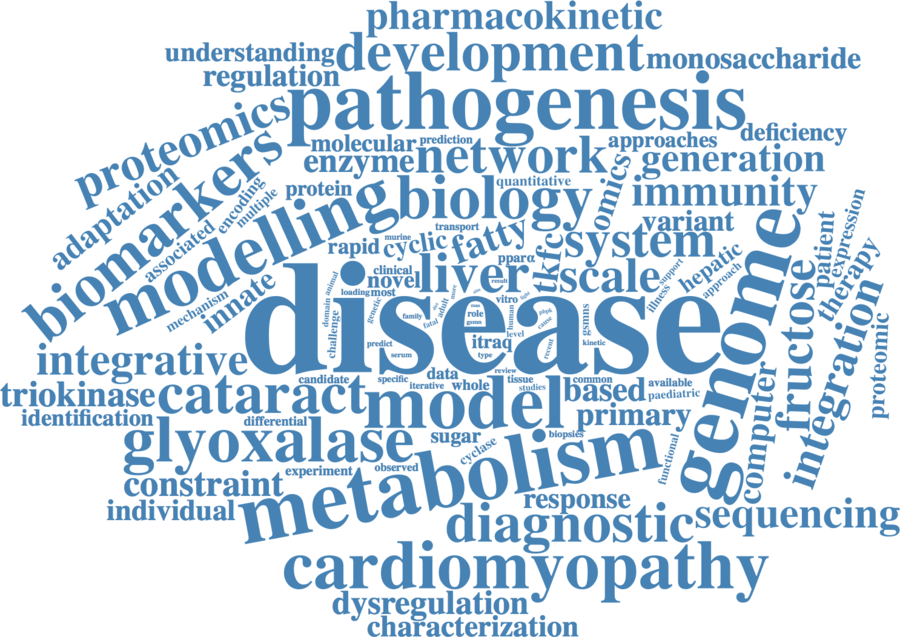 pharmacokinetic
understanding
development
monosaccharide
regulation
pathogenesis
proteomics
molecular
prediction
approaches
deficiency
enzyme
network
omics
generation
biomarkers
adaptation
encoding
multiple
protein
quantitative
immunity
modelling
biology
variant
expression
patient
associated
transport
murine
rapid
cyclic
fatty
pparα
tkfc
system
hepatic
therapy
mechanism
innate
clinical
novel
liver
result
scale
support
illness
approach
genome
fructose
integration
proteomic
disease
animal
domain
challenge
loading
most
genetic
family
fatal
adult
more
role
gsms
vitro
human
level
light
plps
cause
recent
gsmns
kinetic
predict
serum
itraq
type
integrative
triokinase
cataract
candidate
specific
data
iterative
whole
review
tissue
studies
common
based
available
paediatric
model
primary
computer
identification
differential
glyoxalase
sugar
cyclase
biopsies
functional
experiment
observed
metabolism
constraint
individual
response
diagnostic
sequencing
cardiomyopathy
dysregulation
characterization